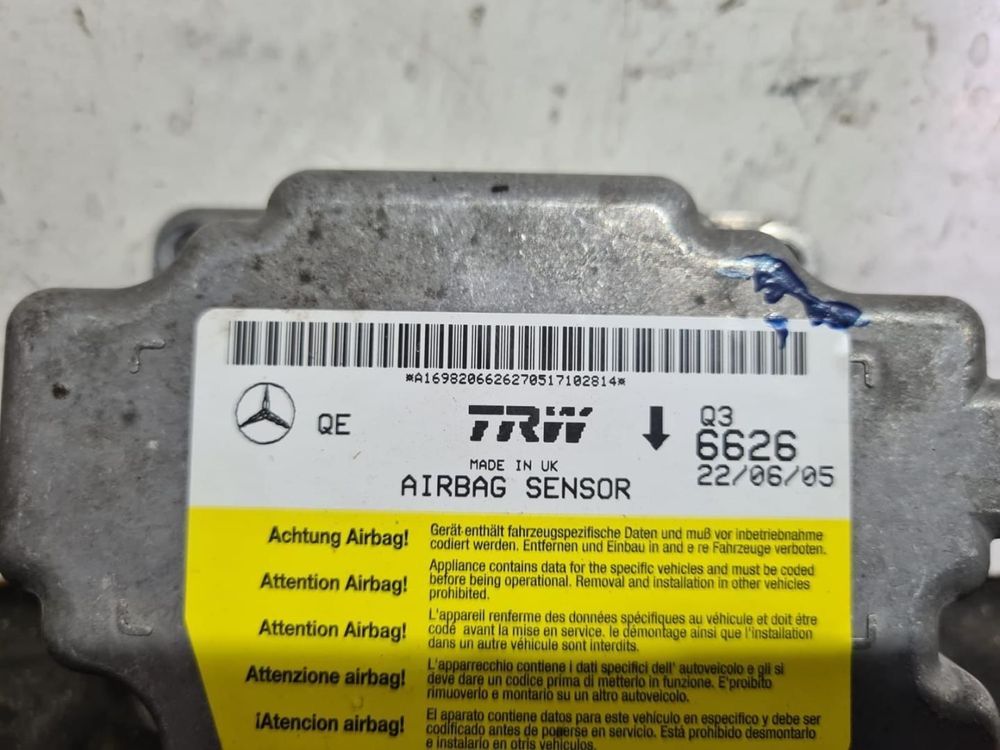 *A1698206626270517102814*
QE
TRW
Q3
6626
MADE IN UK
22/06/05
AIRBAG SENSOR
Achtung Airbag!
Gerät enthält fahrzeugspezifische Daten und muß vor inbetriebnahme
codiert werden. Entfernen und Einbau in and e re Fahrzeuge verboten.
Attention Airbag!
Appliance contains data for the specific vehicles and must be coded
before being operational. Removal and installation in other vehicles
prohibited.
Attention Airbag!
L'appareil renferme des données spécifiques au véhicule et doit être
codé avant la mise en service. le démontage ainsi que l'installation
dans un autre véhicule sont interdits.
Attenzione airbag!
L'apparecchio contiene i dati specifici dell' autoveicolo e gli si
deve dare un codice prima di metterlo in funzione. E'proibito
rimuoverlo e montario su un altro autoveicolo.
¡Atencion airbag!
El aparato contiene datos para este vehículo en especifico y debe ser
codificado antes de ponerse en servicio. Está prohibido desmontarlo
e instalarlo en otris vehículos.